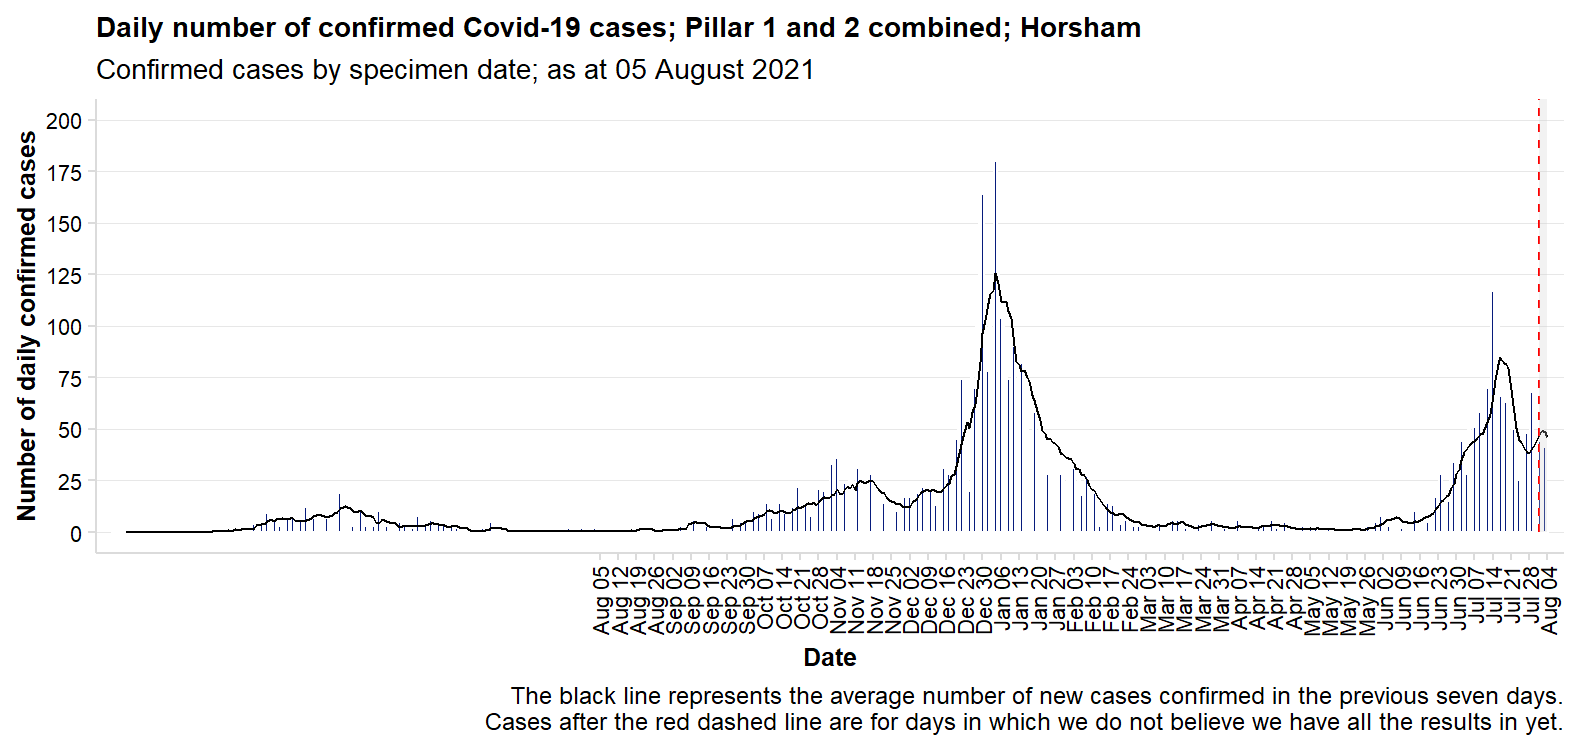 Daily number of confirmed Covid-19 cases; Pillar 1 and 2 combined; Horsham
Confirmed cases by specimen date; as at 05 August 2021
Number of daily confirmed cases
200
175
150
125
100
75
50
25
0
Aug 05
Aug 12
Aug 19
Aug 26
Sep 02
Sep 09
Sep 16
Sep 23
Sep 30
Oct 07
Oct 14
Oct 21
Oct 28
Nov 04
Nov 11
Nov 18
Nov 25
Dec 02
Dec 09
Dec 16
Dec 23
Dec 30
Jan 06
Jan 13
Jan 20
Jan 27
Feb 03
Feb 10
Feb 17
Feb 24
Mar 03
Mar 10
Mar 17
Mar 24
Mar 31
Apr 07
Apr 14
Apr 21
Apr 28
May 05
May 12
May 19
May 26
Jun 02
Jun 09
Jun 16
Jun 23
Jun 30
Jul 07
Jul 14
Jul 21
Jul 28
Aug 04
Date
The black line represents the average number of new cases confirmed in the previous seven days.
Cases after the red dashed line are for days in which we do not believe we have all the results in yet.